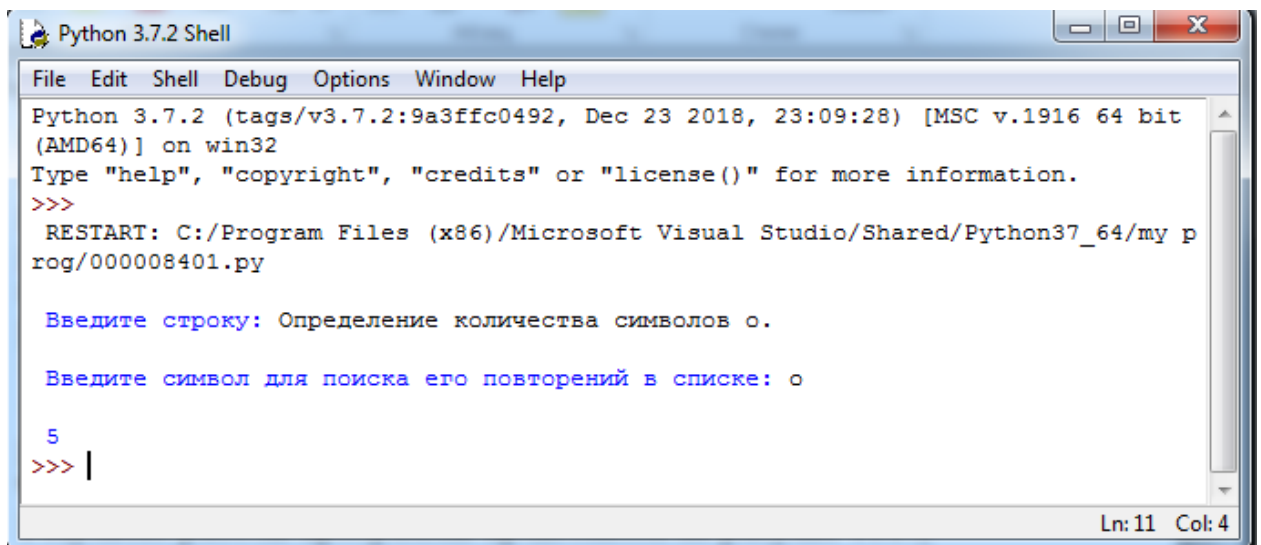 Python 3.7.2 Shell
File Edit Shell Debug Options Window Help
Python 3.7.2 (tags/v3.7.2:9a3ffc0492, Dec 23 2018, 23:09:28) [MSC v.1916 64 bit
(AMD64)] on win32
Type "help", "copyright", "credits" or "license()" for more information.
>>>
RESTART: C:/Program Files (x86)/Microsoft Visual Studio/Shared/Python37_64/my p
rog/000008401.py
Введите строку: Определение количества символов о.
Введите символ для поиска его повторений в списке: о
5
>>>
Ln: 11 Col: 4